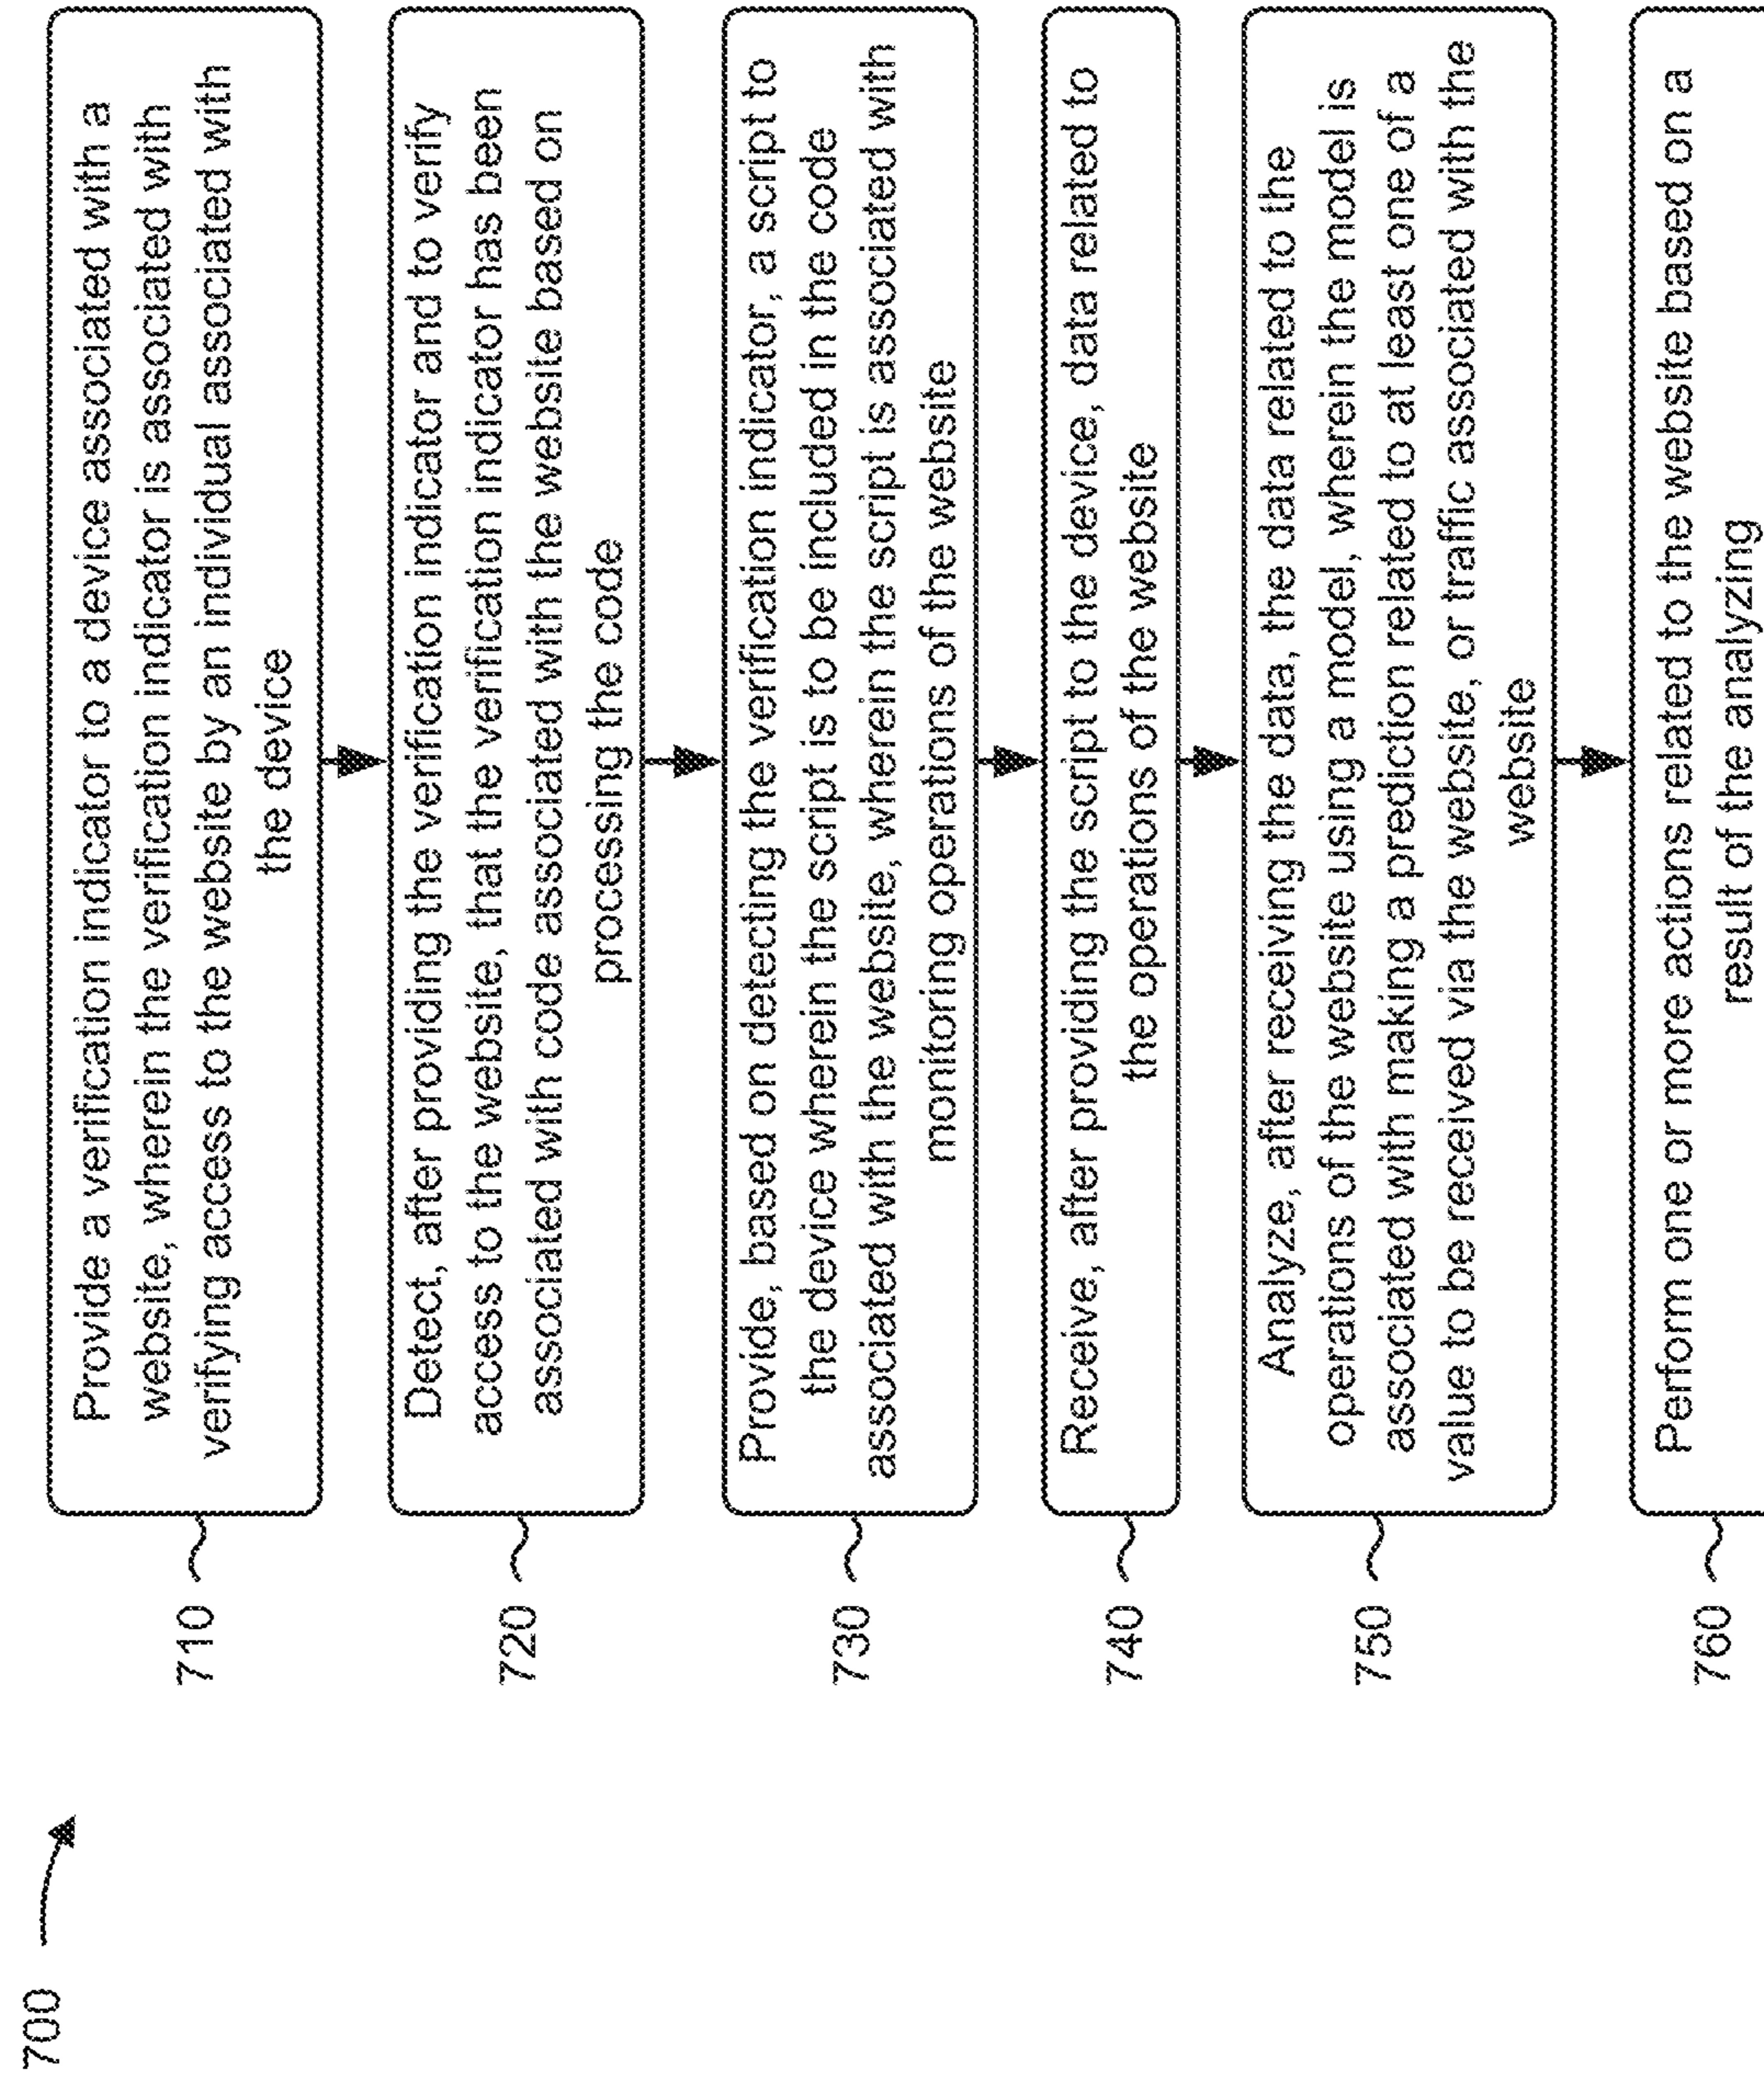 700
710
Provide a verification indicator to a device associated with a
website, wherein the verification indicator is associated with
verifying access to the website by an individual associated with
the device
720
Detect, after providing the verification indicator and to verify
access to the website, that the verification indicator has been
associated with code associated with the website based on
processing the code
730
Provide, based on detecting the verification indicator, a script to
the device wherein the script is to be included in the code
associated with the website, wherein the script is associated with
monitoring operations of the website
740
Receive, after providing the script to the device, data related to
the operations of the website
750
Analyze, after receiving the data, the data related to the
operations of the website using a model, wherein the model is
associated with making a prediction related to at least one of a
value to be received via the website, or traffic associated with the
website
760
Perform one or more actions related to the website based on a
result of the analyzing